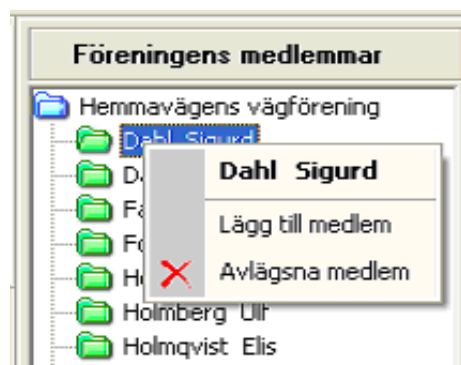 Föreningens medlemmar
Hemmavägens vägförening
Dahl Sigurd
Dahl Sigurd
Lägg till medlem
Avlägsna medlem
Holmberg Ulf
Holmqvist Elis